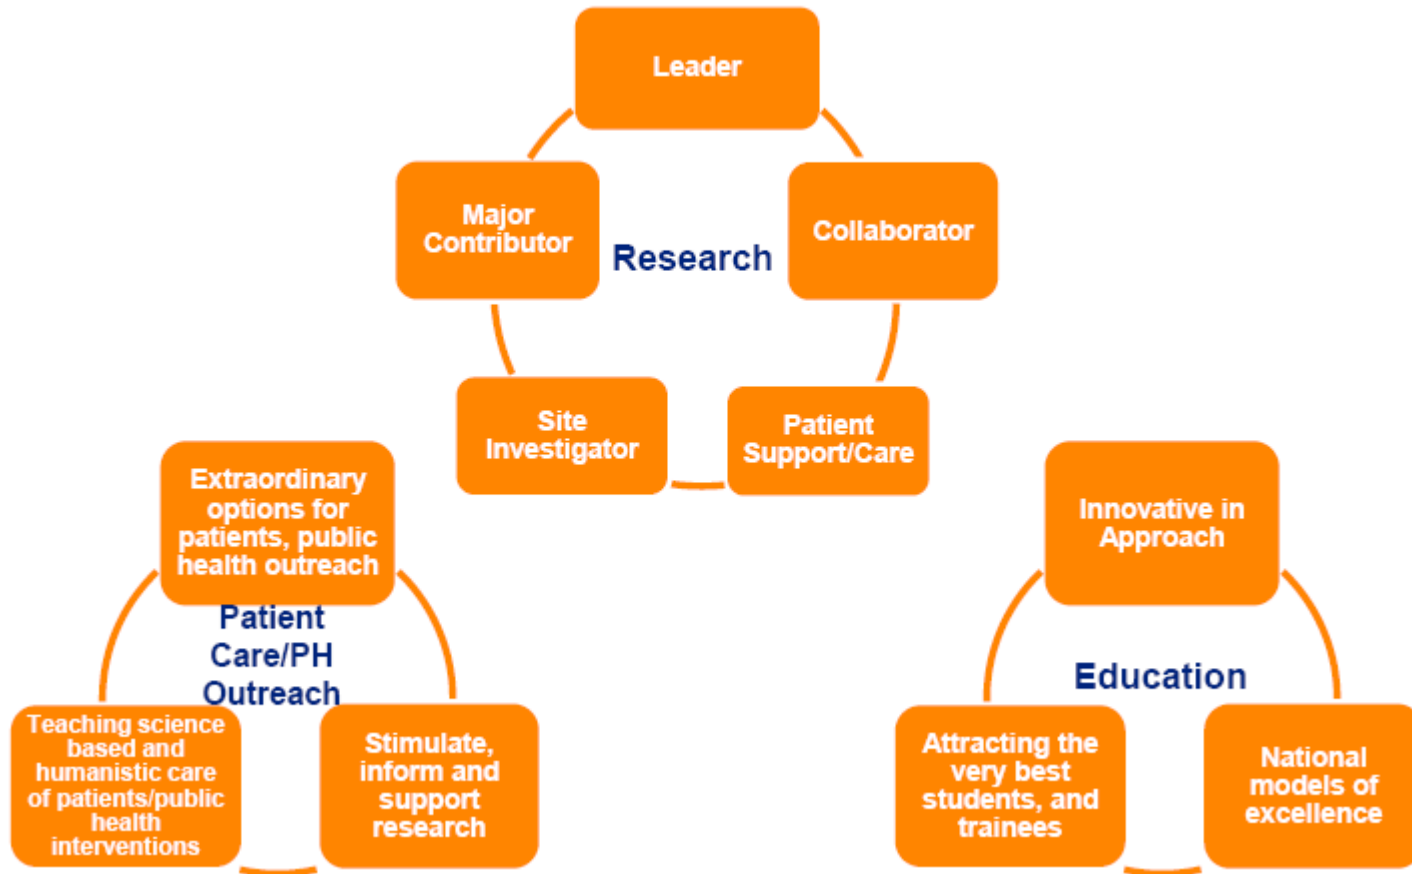 Leader
Major
Contributor
Research
Collaborator
Site
Investigator
Patient
Support/Care
Extraordinary
options for
patients, public
health outreach
Patient
Care/PH
Outreach
Teaching science
based and
humanistic care
of patients/public
health
interventions
Stimulate,
inform and
support
research
Innovative in
Approach
Education
Attracting the
very best
students, and
trainees
National
models of
excellence